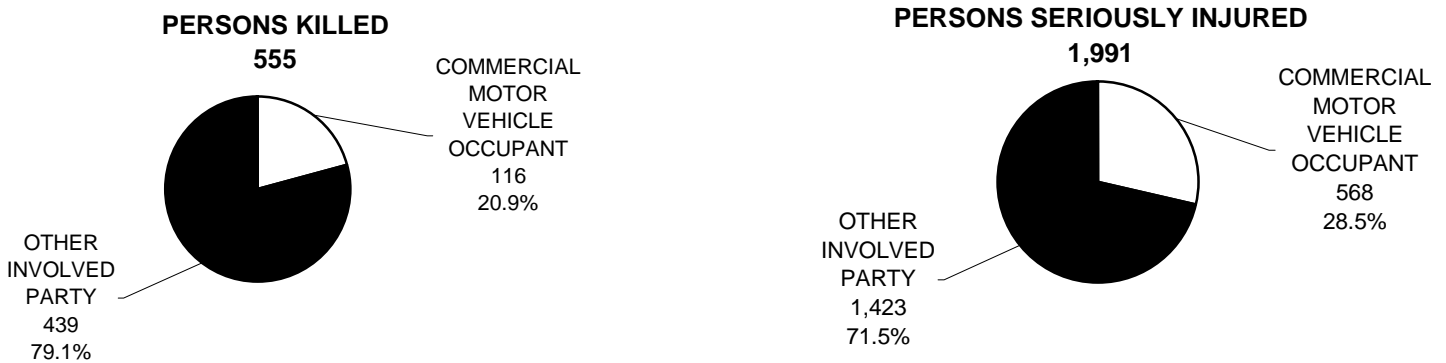 PERSONS KILLED
555
COMMERCIAL
MOTOR
VEHICLE
OCCUPANT
116
20.9%
OTHER
INVOLVED
PARTY
439
79.1%
PERSONS SERIOUSLY INJURED
1,991
COMMERCIAL
MOTOR
VEHICLE
OCCUPANT
568
28.5%
OTHER
INVOLVED
PARTY
1,423
71.5%